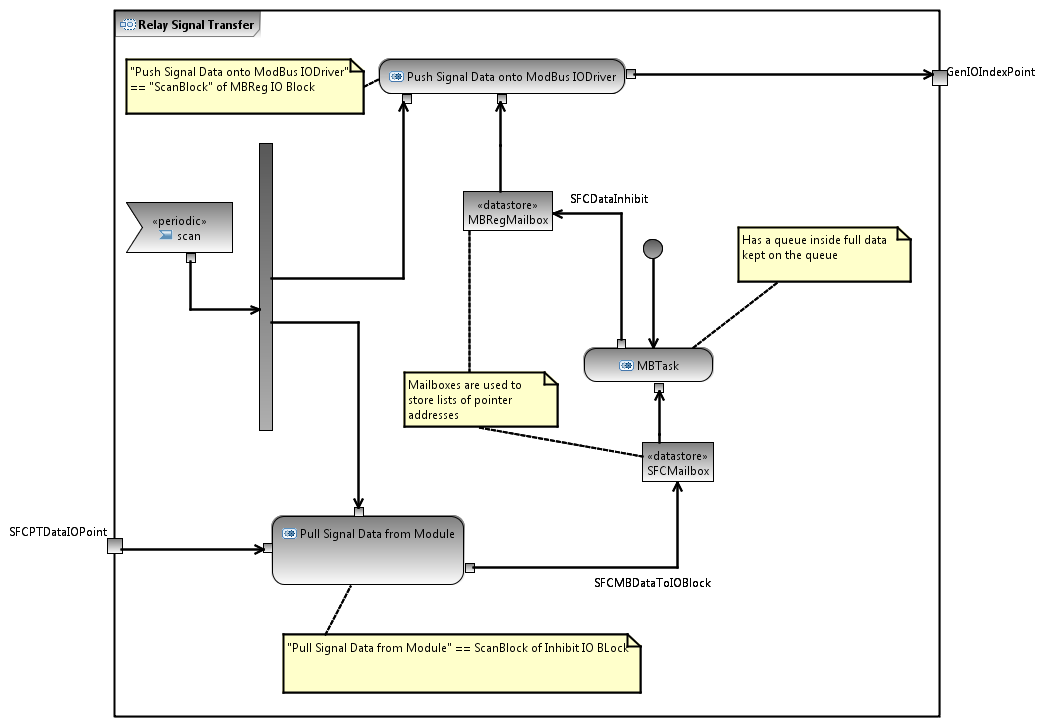 Relay Signal Transfer
"Push Signal Data onto ModBus IODriver"
== "ScanBlock" of MBReg IO Block
Push Signal Data onto ModBus IODriver
GenIOIndexPoint
«periodic»
scan
«datastore»
MBRegMailbox
SFCDataInhibit
Has a queue inside full data
kept on the queue
MBTask
Mailboxes are used to
store lists of pointer
addresses
«datastore»
SFCMailbox
SFCPTDataIOPoint
Pull Signal Data from Module
SFCMBDataToIOBlock
"Pull Signal Data from Module" == ScanBlock of Inhibit IO BLock